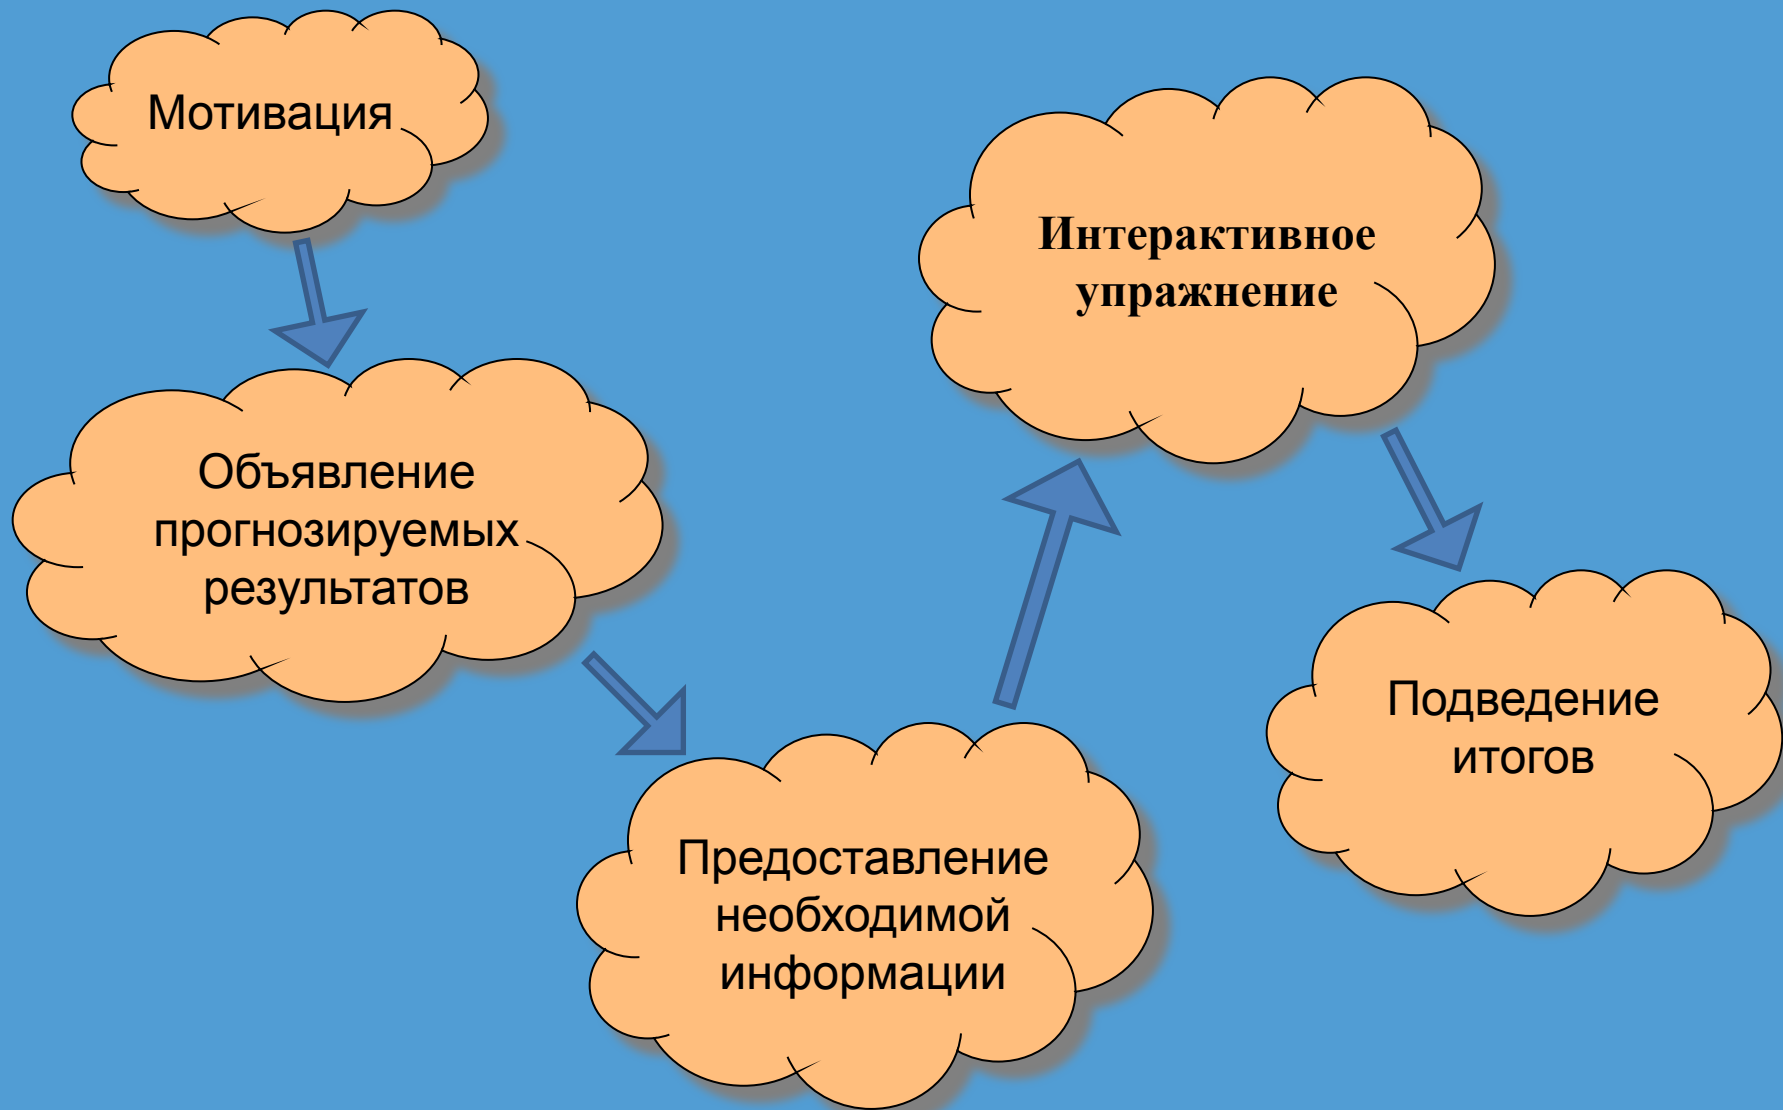 Мотивация
Объявление
прогнозируемых
результатов
Предоставление
необходимой
информации
Интерактивное
упражнение
Подведение
итогов